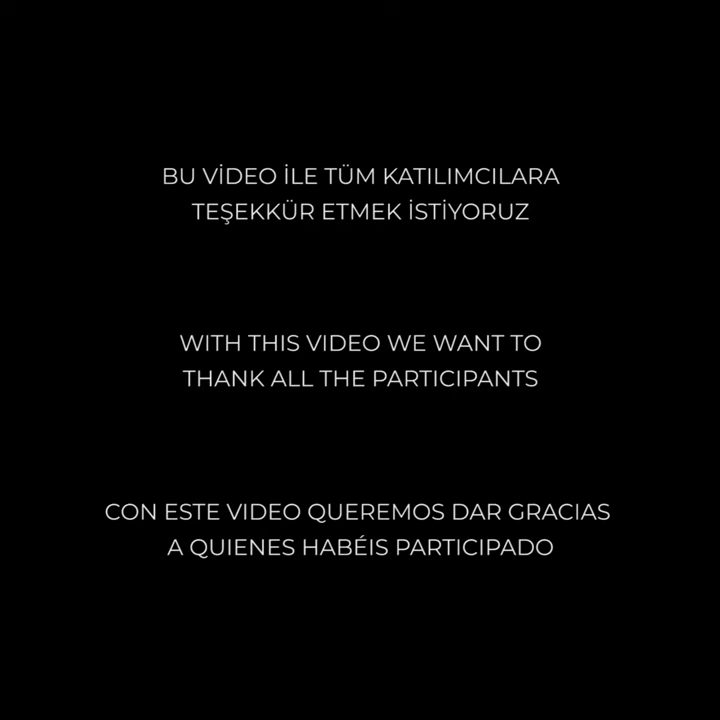 BU VİDEO İLE TÜM KATILIMCILARA
TEŞEKKÜR ETMEK İSTİYORUZ
WITH THIS VIDEO WE WANT TO
THANK ALL THE PARTICIPANTS
CON ESTE VIDEO QUEREMOS DAR GRACIAS
A QUIENES HABÉIS PARTICIPADO